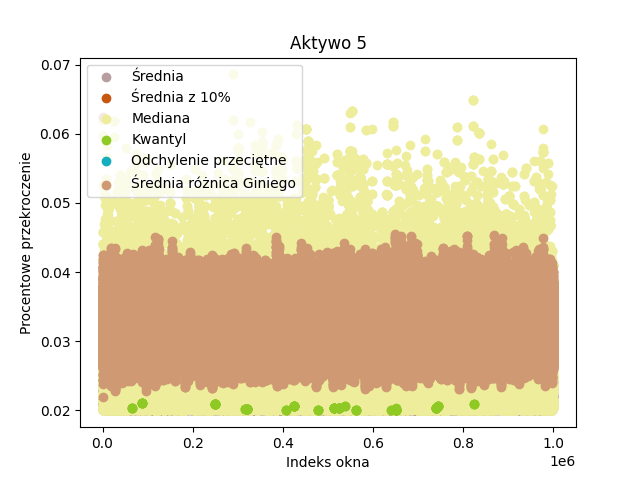 Aktywo 5
0.07
0.06
0.05
0.04
0.03
0.02
Procentowe przekroczenie
Średnia
Średnia z 10%
Mediana
Kwantyl
Odchylenie przeciętne
Średnia różnica Giniego
0.0 0.2 0.4 0.6 0.8 1.0
1e6
Indeks okna